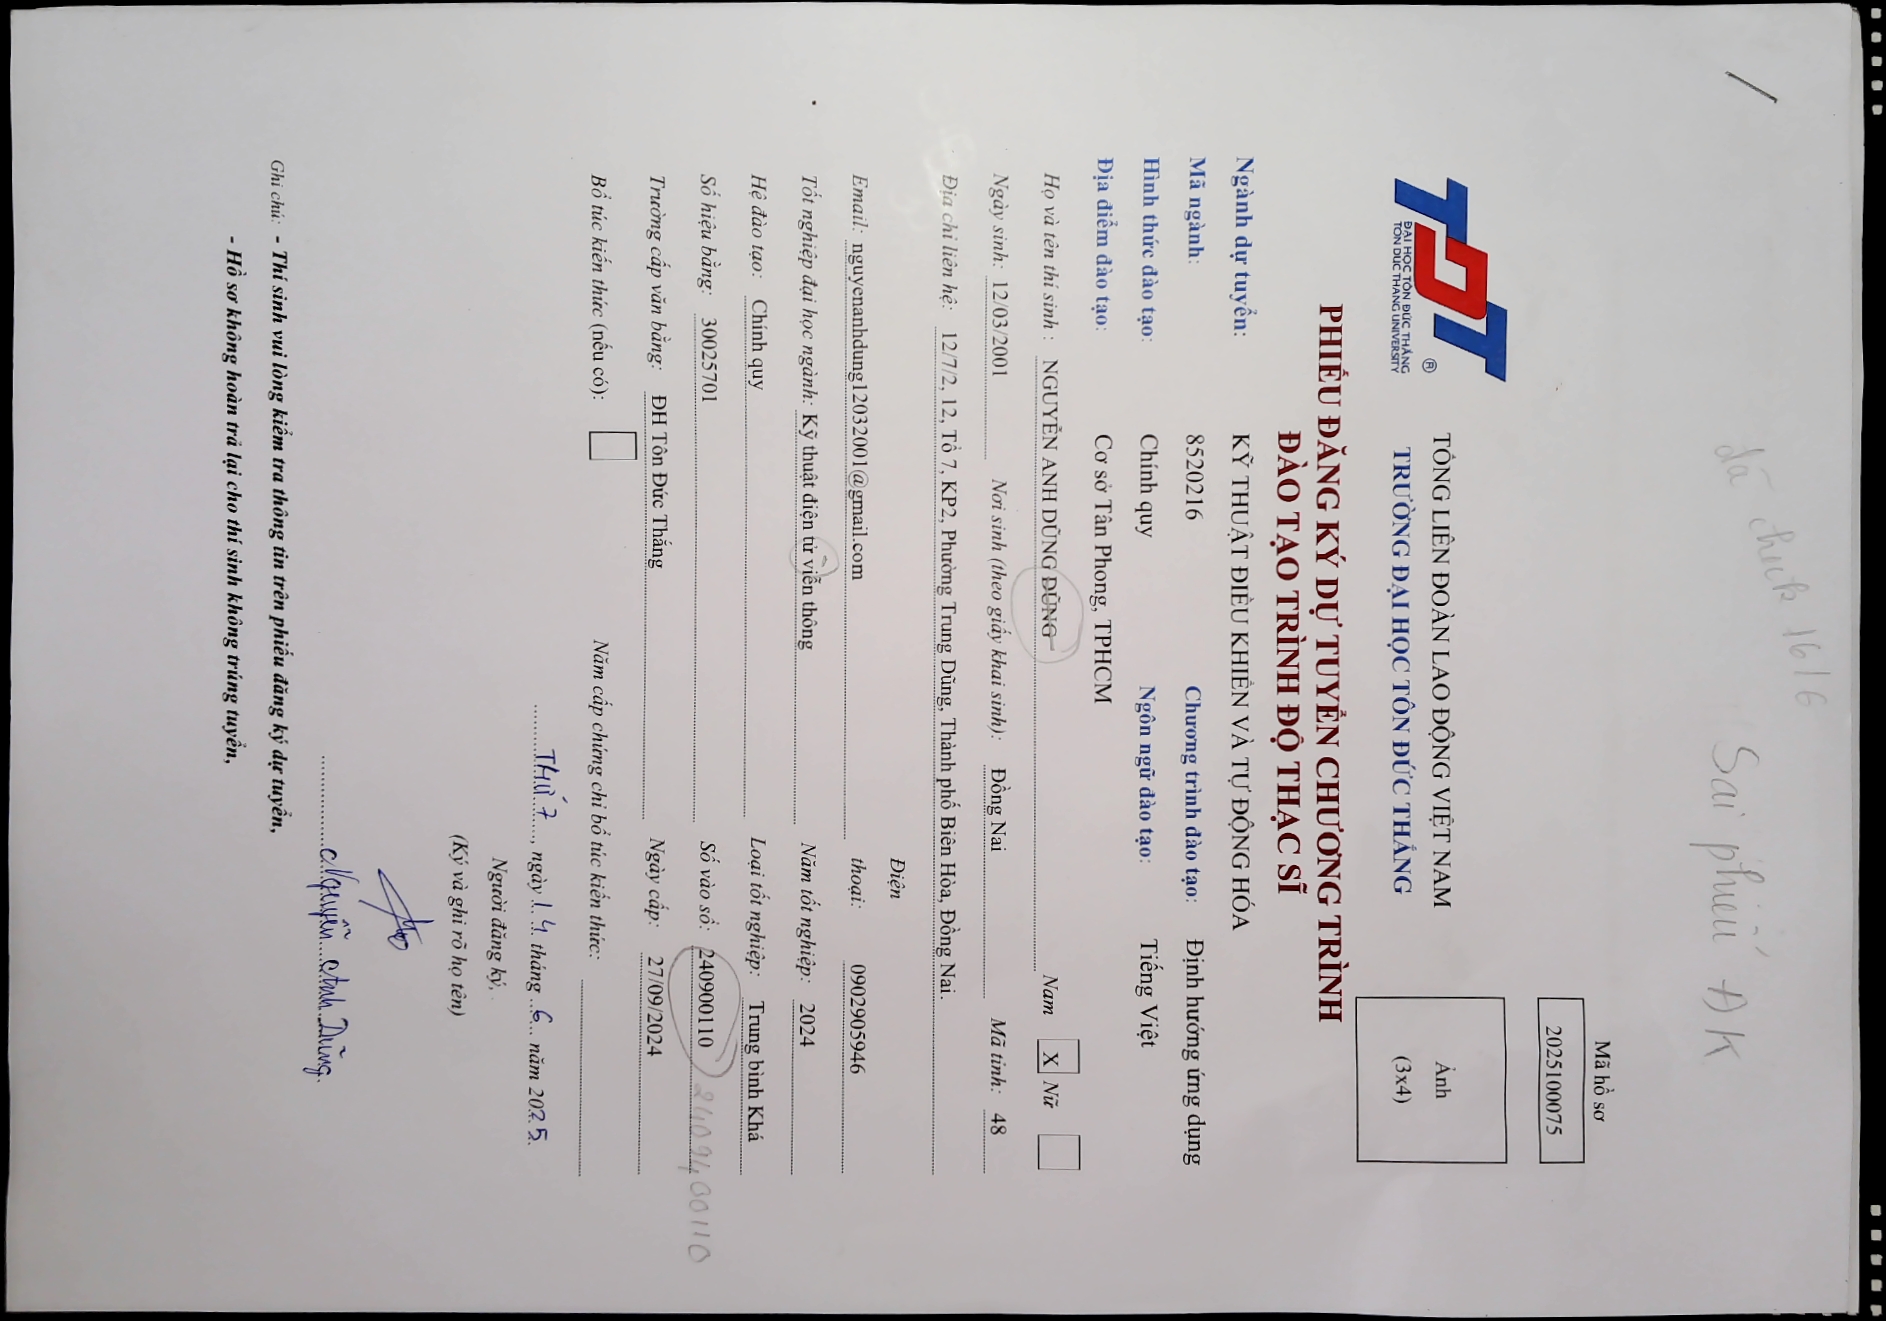 đã chỉnh 16/6 Sai phiếu ĐK
Mã hồ sơ
2025100075
TDT
®
ĐẠI HỌC TÔN ĐỨC THẮNG
TON DUC THANG UNIVERSITY
TỔNG LIÊN ĐOÀN LAO ĐỘNG VIỆT NAM
TRƯỜNG ĐẠI HỌC TÔN ĐỨC THẮNG
Ảnh
(3x4)
PHIẾU ĐĂNG KÝ DỰ TUYỂN CHƯƠNG TRÌNH
ĐÀO TẠO TRÌNH ĐỘ THẠC SĨ
Ngành dự tuyển: KỸ THUẬT ĐIỀU KHIỂN VÀ TỰ ĐỘNG HÓA
Mã ngành: 8520216 Chương trình đào tạo: Định hướng ứng dụng
Hình thức đào tạo: Chính quy Ngôn ngữ đào tạo: Tiếng Việt
Địa điểm đào tạo: Cơ sở Tân Phong, TPHCM
Họ và tên thí sinh : NGUYỄN ANH DŨNG DŨNG Nam X Nữ
Ngày sinh: 12/03/2001 Nơi sinh (theo giấy khai sinh): Đồng Nai Mã tỉnh: 48
Địa chỉ liên hệ: 12/7/2, 12, Tổ 7, KP2, Phường Trung Dũng, Thành phố Biên Hòa, Đồng Nai.
Điện
Email: nguyenanhdung12032001@gmail.com thoại: 0902905946
Tốt nghiệp đại học ngành: Kỹ thuật điện tử viễn thông Năm tốt nghiệp: 2024
Hệ đào tạo: Chính quy Loại tốt nghiệp: Trung bình Khá
Số hiệu bằng: 30025701 Số vào sổ: 240900110 2409400110
Trường cấp văn bằng: ĐH Tôn Đức Thắng Ngày cấp: 27/09/2024
Bổ túc kiến thức (nếu có): Năm cấp chứng chỉ bổ túc kiến thức:
THỨ 7, ngày 14 tháng 6 năm 2025
Người đăng ký,
(Ký và ghi rõ họ tên)
Nguyễn Anh Dũng
Ghi chú: - Thí sinh vui lòng kiểm tra thông tin trên phiếu đăng ký dự tuyển,
- Hồ sơ không hoàn trả lại cho thí sinh không trúng tuyển,